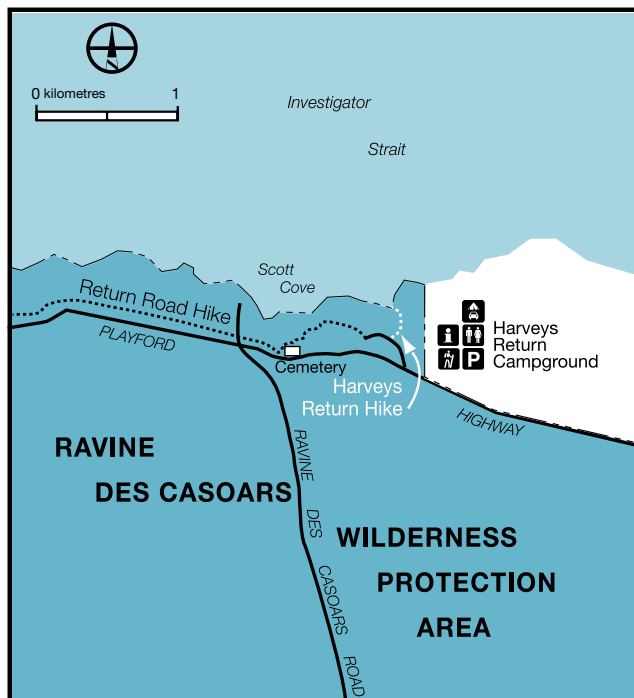 N
0 kilometres 1
Investigator
Strait
Scott
Cove
Return Road Hike
PLAYFORD
Cemetery
Harveys
Return Hike
i
P
Harveys
Return
Campground
HIGHWAY
RAVINE
DES CASOARS
RAVINE DES CASOARS ROAD
WILDERNESS
PROTECTION
AREA